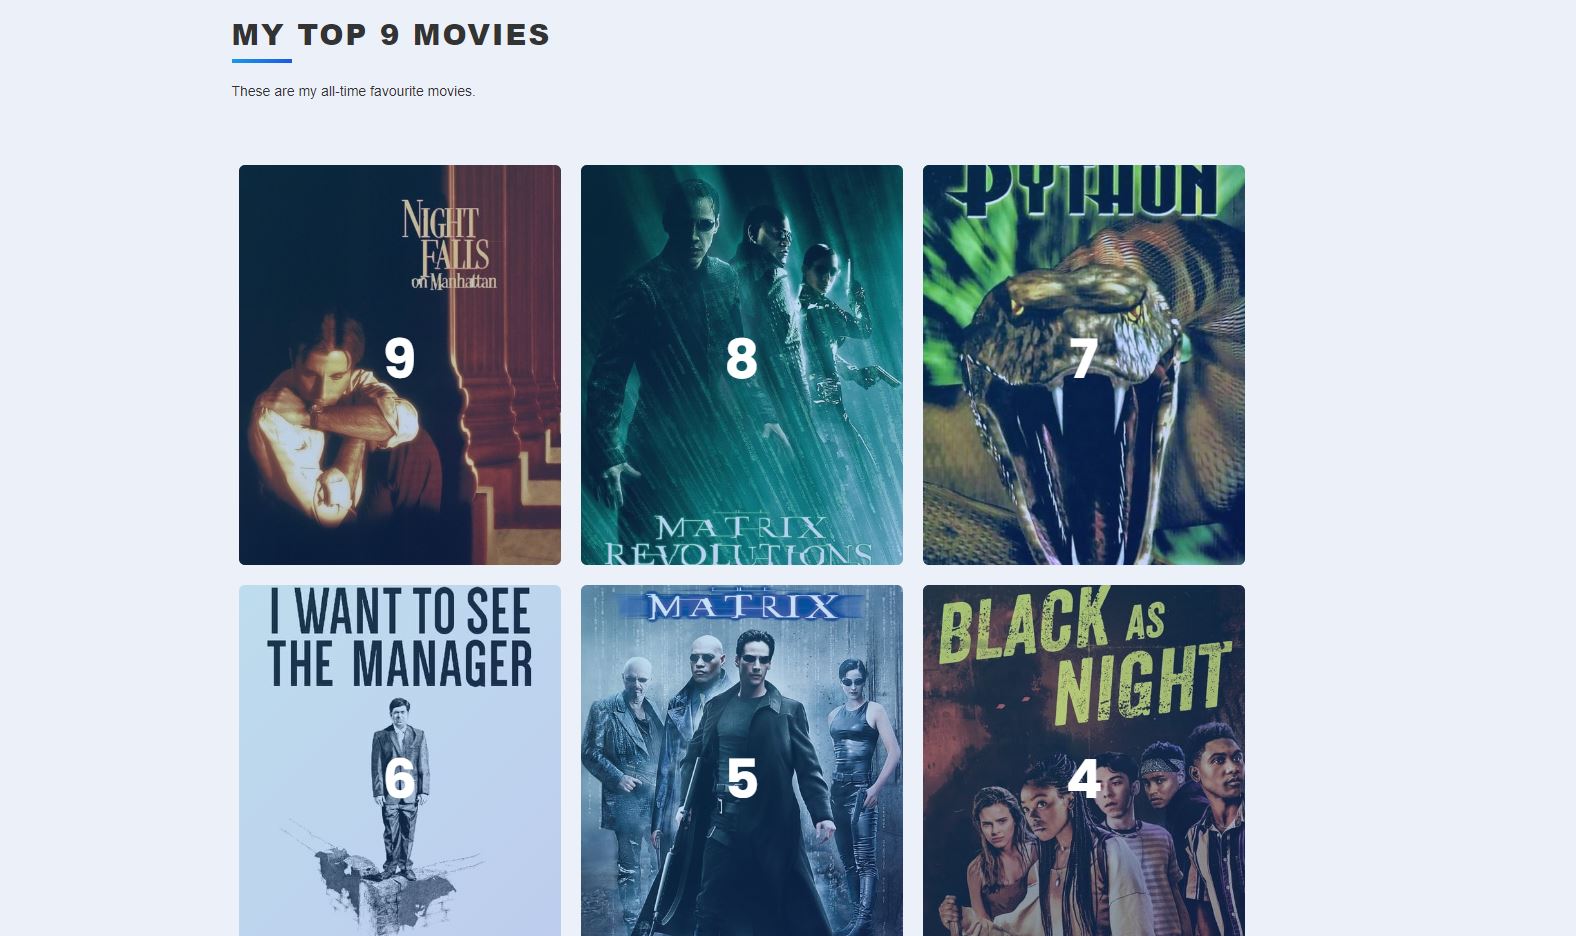 MY TOP 9 MOVIES
These are my all-time favourite movies.
NIGHT
FALLS
on Manhattan
9
8
MATRIX
REVOLUTIONS
PYTHON
7
I WANT TO SEE
THE MANAGER
6
MATRIX
5
BLACK AS
NIGHT
4